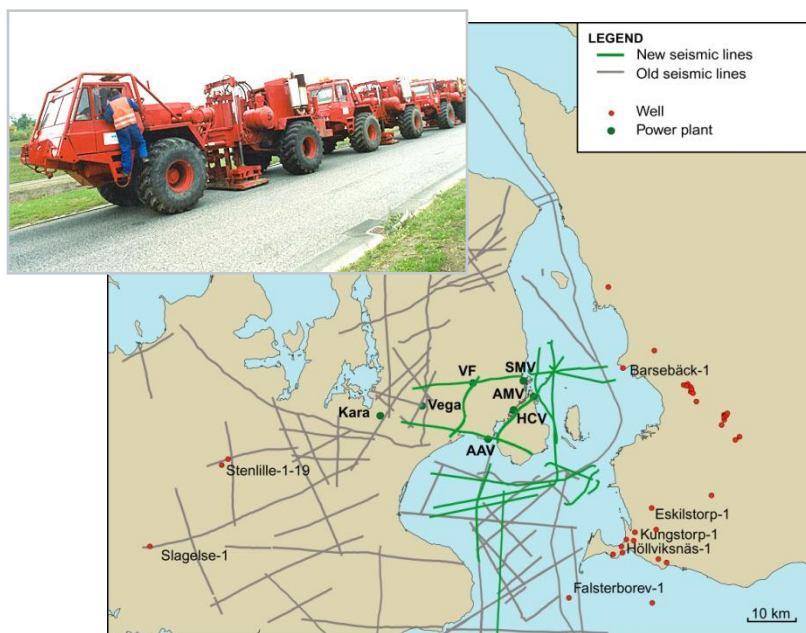 LEGEND
New seismic lines
Old seismic lines
Well
Power plant
SMV
VF
Barsebäck-1
AMV
Vega
Kara
HCV
AAV
Stenlille-1-19
Eskilstorp-1
Kungstorp-1
Slagelse-1
Höllviksnäs-1
Falsterborev-1
10 km